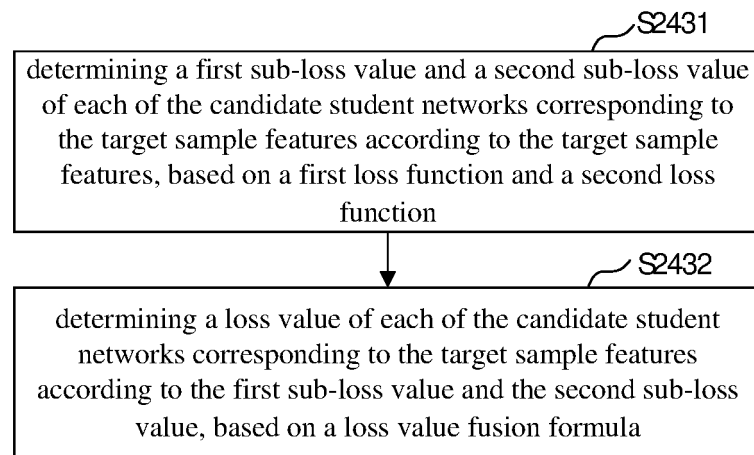 S2431
determining a first sub-loss value and a second sub-loss value
of each of the candidate student networks corresponding to
the target sample features according to the target sample
features, based on a first loss function and a second loss
function
S2432
determining a loss value of each of the candidate student
networks corresponding to the target sample features
according to the first sub-loss value and the second sub-loss
value, based on a loss value fusion formula